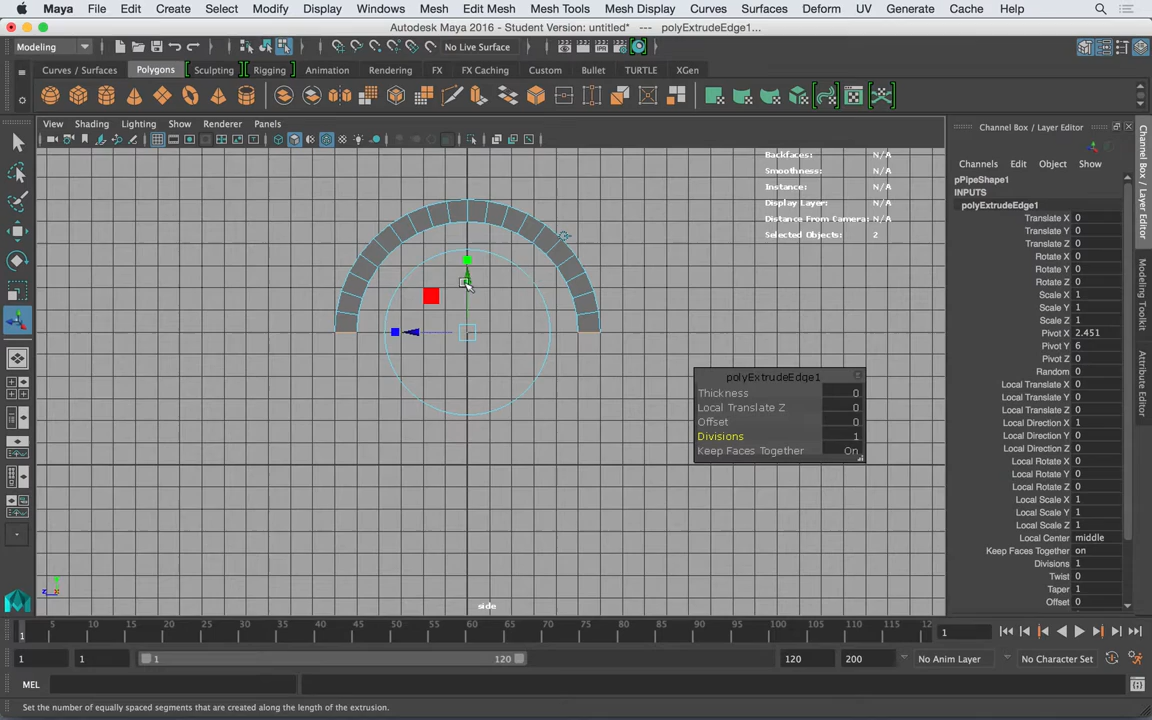 Maya File Edit Create Select Modify Display Windows Mesh Edit Mesh Mesh Tools Mesh Display Curves Surfaces Deform UV Generate Cache Help
Autodesk Maya 2016 - Student Version: untitled* --- polyExtrudeEdge1...
Modeling No Live Surface
Curves / Surfaces Polygons Sculpting Rigging Animation Rendering FX FX Caching Custom Bullet TURTLE XGen
View Shading Lighting Show Renderer Panels
Channel Box / Layer Editor
Channels Edit Object Show
Backfaces: N/A
Smoothness: N/A
Instance: N/A
Display Layer: N/A
Distance From Camera: N/A
Selected Objects: 2
polyExtrudeEdge1
Thickness 0
Local Translate Z 0
Offset 0
Divisions 1
Keep Faces Together On
side
z
pPipeShape1
INPUTS
polyExtrudeEdge1
Translate X 0
Translate Y 0
Translate Z 0
Rotate X 0
Rotate Y 0
Rotate Z 0
Scale X 1
Scale Y 1
Scale Z 1
Pivot X 2.451
Pivot Y 6
Pivot Z 0
Random 0
Local Translate X 0
Local Translate Y 0
Local Translate Z 0
Local Direction X 1
Local Direction Y 0
Local Direction Z 0
Local Rotate X 0
Local Rotate Y 0
Local Rotate Z 0
Local Scale X 1
Local Scale Y 1
Local Scale Z 1
Local Center middle
Keep Faces Together on
Divisions 1
Twist 0
Taper 1
Offset 0
Channel Box / Layer Editor
Modeling Toolkit
Attribute Editor
1 5 10 15 20 25 30 35 40 45 50 55 60 65 70 75 80 85 90 95 100 105 110 115 12
1
1 1 1 120 120 200 No Anim Layer No Character Set
MEL
Set the number of equally spaced segments that are created along the length of the extrusion.